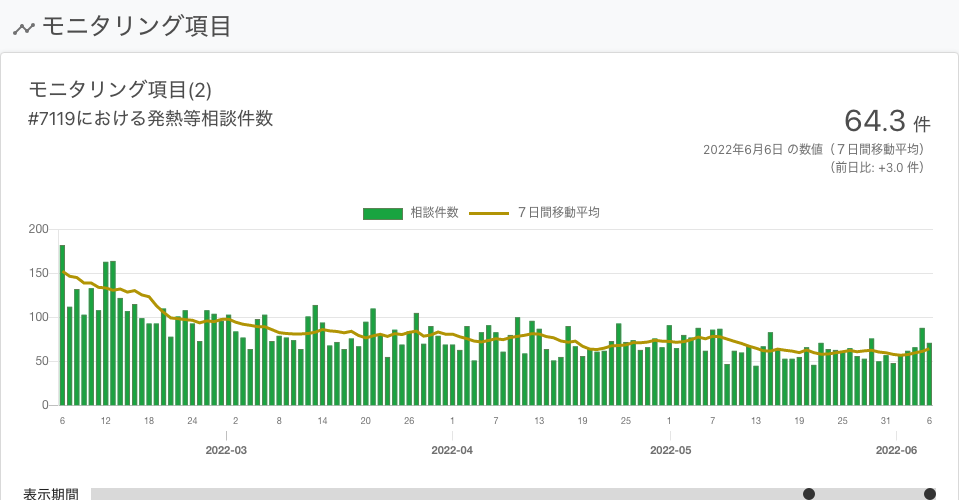 モニタリング項目
モニタリング項目(2)
#7119における発熱等相談件数
64.3 件
2022年6月6日 の数値（７日間移動平均）
（前日比: +3.0 件）
相談件数 ７日間移動平均
200
150
100
50
0
6 12 18 24 2 8 14 20 26 1 7 13 19 25 1 7 13 19 25 31 6
2022-03 2022-04 2022-05 2022-06
表示期間